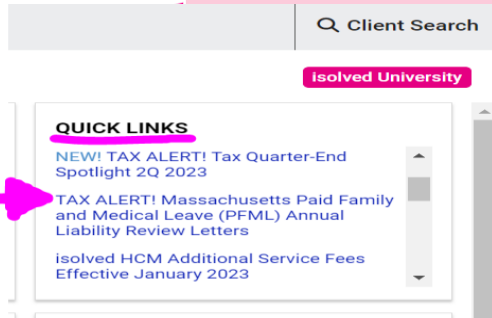 Client Search
isolved University
QUICK LINKS
NEW! TAX ALERT! Tax Quarter-End
Spotlight 2Q 2023
TAX ALERT! Massachusetts Paid Family
and Medical Leave (PFML) Annual
Liability Review Letters
isolved HCM Additional Service Fees
Effective January 2023